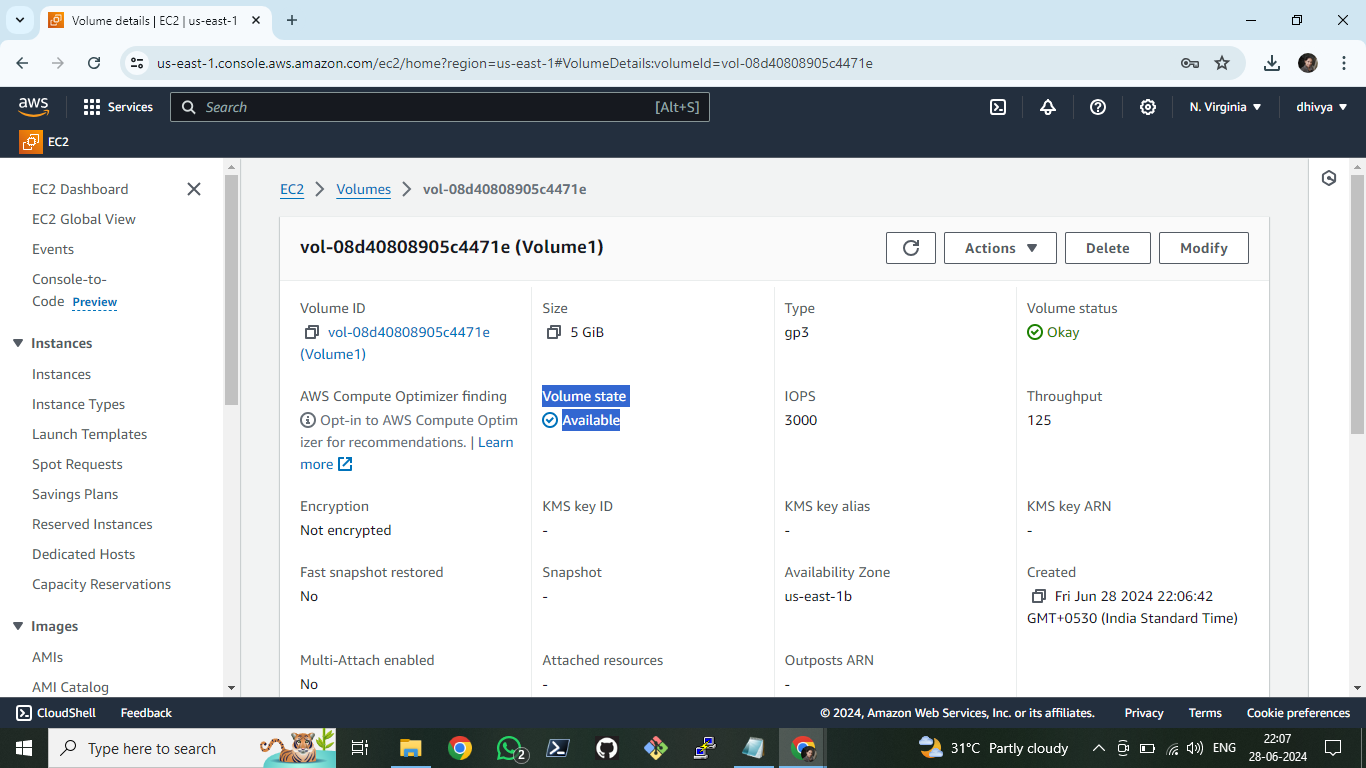 Volume details | EC2 | us-east-1
us-east-1.console.aws.amazon.com/ec2/home?region=us-east-1#VolumeDetails:volumeId=vol-08d40808905c4471e
aws
Services
Search
[Alt+S]
N. Virginia
dhivya
EC2
EC2 Dashboard
EC2 Global View
Events
Console-to-
Code Preview
Instances
Instances
Instance Types
Launch Templates
Spot Requests
Savings Plans
Reserved Instances
Dedicated Hosts
Capacity Reservations
Images
AMIs
AMI Catalog
EC2
Volumes
vol-08d40808905c4471e
vol-08d40808905c4471e (Volume1)
Actions
Delete
Modify
Volume ID
vol-08d40808905c4471e
(Volume1)
Size
5 GiB
Type
gp3
Volume status
Okay
AWS Compute Optimizer finding
Opt-in to AWS Compute Optim
izer for recommendations. | Learn
more
Volume state
Available
IOPS
3000
Throughput
125
Encryption
Not encrypted
KMS key ID
-
KMS key alias
-
KMS key ARN
-
Fast snapshot restored
No
Snapshot
-
Availability Zone
us-east-1b
Created
Fri Jun 28 2024 22:06:42
GMT+0530 (India Standard Time)
Multi-Attach enabled
No
Attached resources
-
Outposts ARN
-
CloudShell
Feedback
© 2024, Amazon Web Services, Inc. or its affiliates.
Privacy
Terms
Cookie preferences
Type here to search
2
31°C Partly cloudy
ENG
22:07
28-06-2024